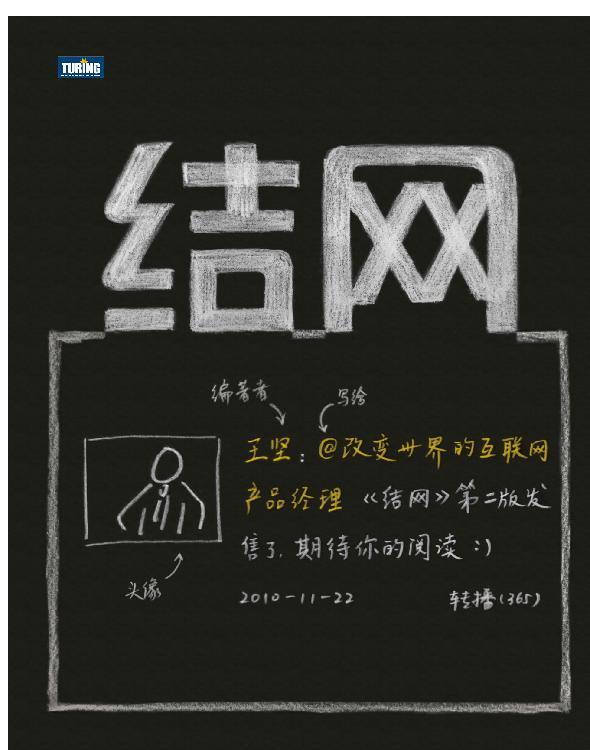 TURING
结网
编著者
写绘
王坚：@改变世界的互联网
产品经理《结网》第二版发
售了，期待你的阅读：）
头像
2010-11-22 转播（365）